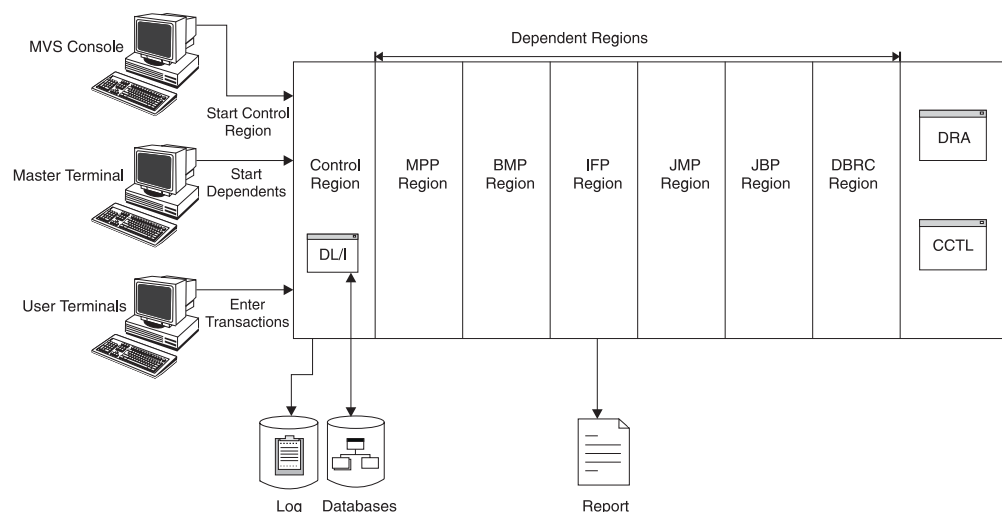 Dependent Regions
MVS Console
Start Control
Region
Master Terminal
Start
Dependents
User Terminals
Enter
Transactions
Control
Region
DL/I
MPP
Region
BMP
Region
IFP
Region
JMP
Region
JBP
Region
DBRC
Region
DRA
CCTL
Log
Databases
Report